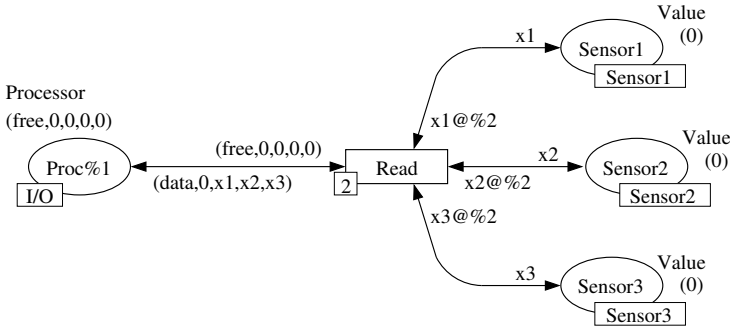 Value
(0)
x1
Sensor1
Sensor1
Processor
(free,0,0,0,0)
x1@%2
(free,0,0,0,0)
Proc%1
I/O
(data,0,x1,x2,x3)
Read
2
x2
x2@%2
Value
(0)
Sensor2
Sensor2
x3@%2
x3
Value
(0)
Sensor3
Sensor3